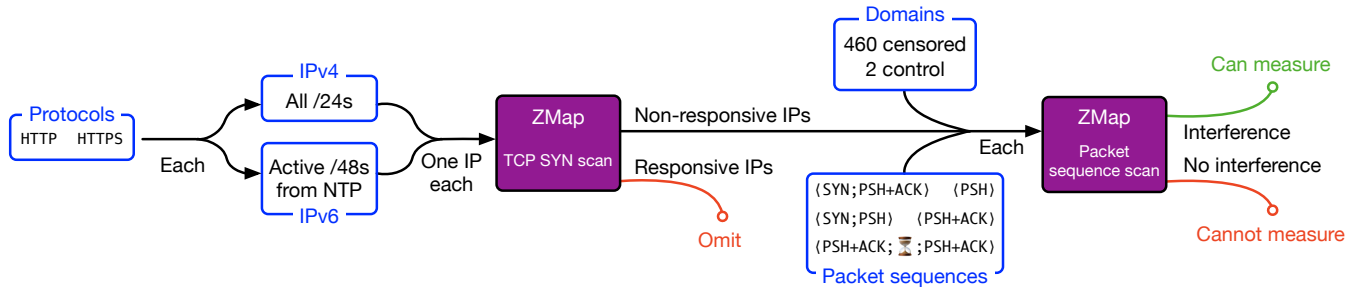 Protocols
HTTP HTTPS
Each
IPv4
All /24s
Active /48s
from NTP
IPv6
One IP
each
ZMap
TCP SYN scan
Non-responsive IPs
Responsive IPs
Omit
Domains
460 censored
2 control
Each
⟨SYN;PSH+ACK⟩ ⟨PSH⟩
⟨SYN;PSH⟩ ⟨PSH+ACK⟩
⟨PSH+ACK;⏳;PSH+ACK⟩
Packet sequences
ZMap
Packet
sequence scan
Can measure
Interference
No interference
Cannot measure